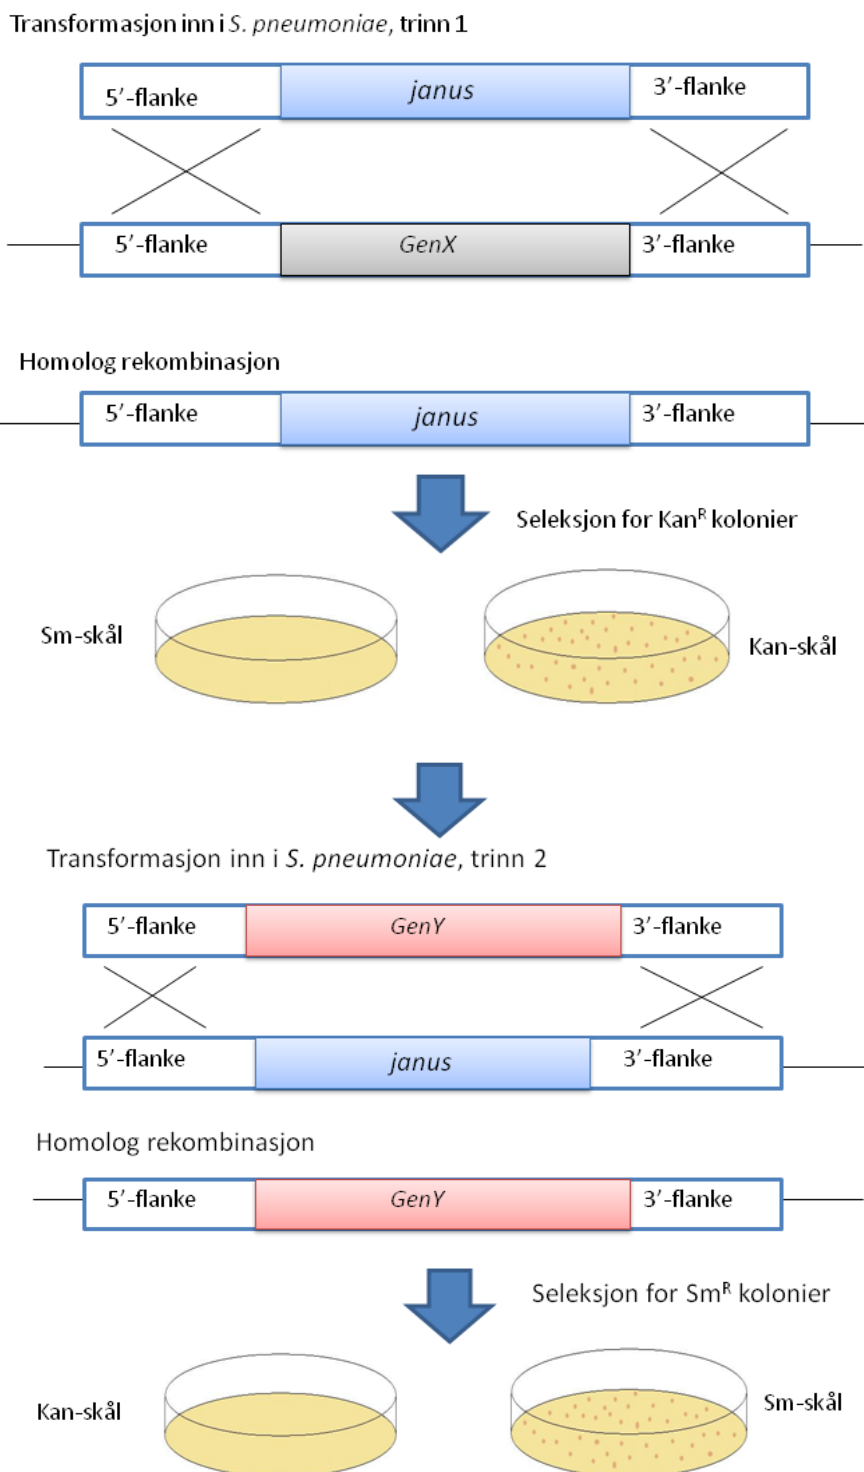 Transformasjon inn i S. pneumoniae, trinn 1
5′-flanke janus 3′-flanke
5′-flanke GenX 3′-flanke
Homolog rekombinasjon
5′-flanke janus 3′-flanke
Seleksjon for Kanᴿ kolonier
Sm-skål
Kan-skål
Transformasjon inn i S. pneumoniae, trinn 2
5′-flanke GenY 3′-flanke
5′-flanke janus 3′-flanke
Homolog rekombinasjon
5′-flanke GenY 3′-flanke
Seleksjon for Smᴿ kolonier
Kan-skål
Sm-skål